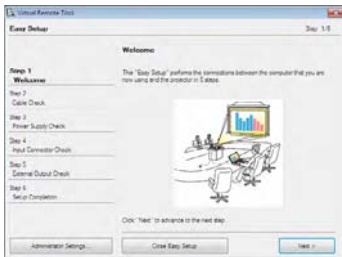 Virtual Remote Tool
Easy Setup
Step 1/6
Welcome
Step 1
Welcome
The "Easy Setup" performs the connections between the computer that you are
now using and the projector in 6 steps.
Step 2
Cable Check
Step 3
Power Supply Check
Step 4
Input Connector Check
Step 5
External Output Check
Step 6
Setup Completion
Click "Next" to advance to the next step.
Administrator Settings...
Close Easy Setup
Next >